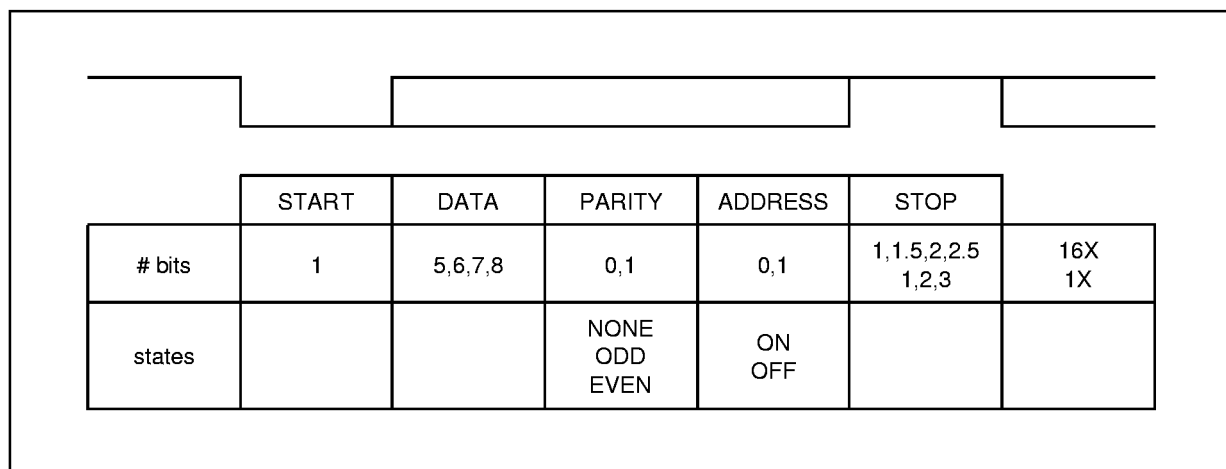 START DATA PARITY ADDRESS STOP
# bits 1 5,6,7,8 0,1 0,1 1,1.5,2,2.5 16X
1,2,3 1X
states NONE ON
ODD OFF
EVEN